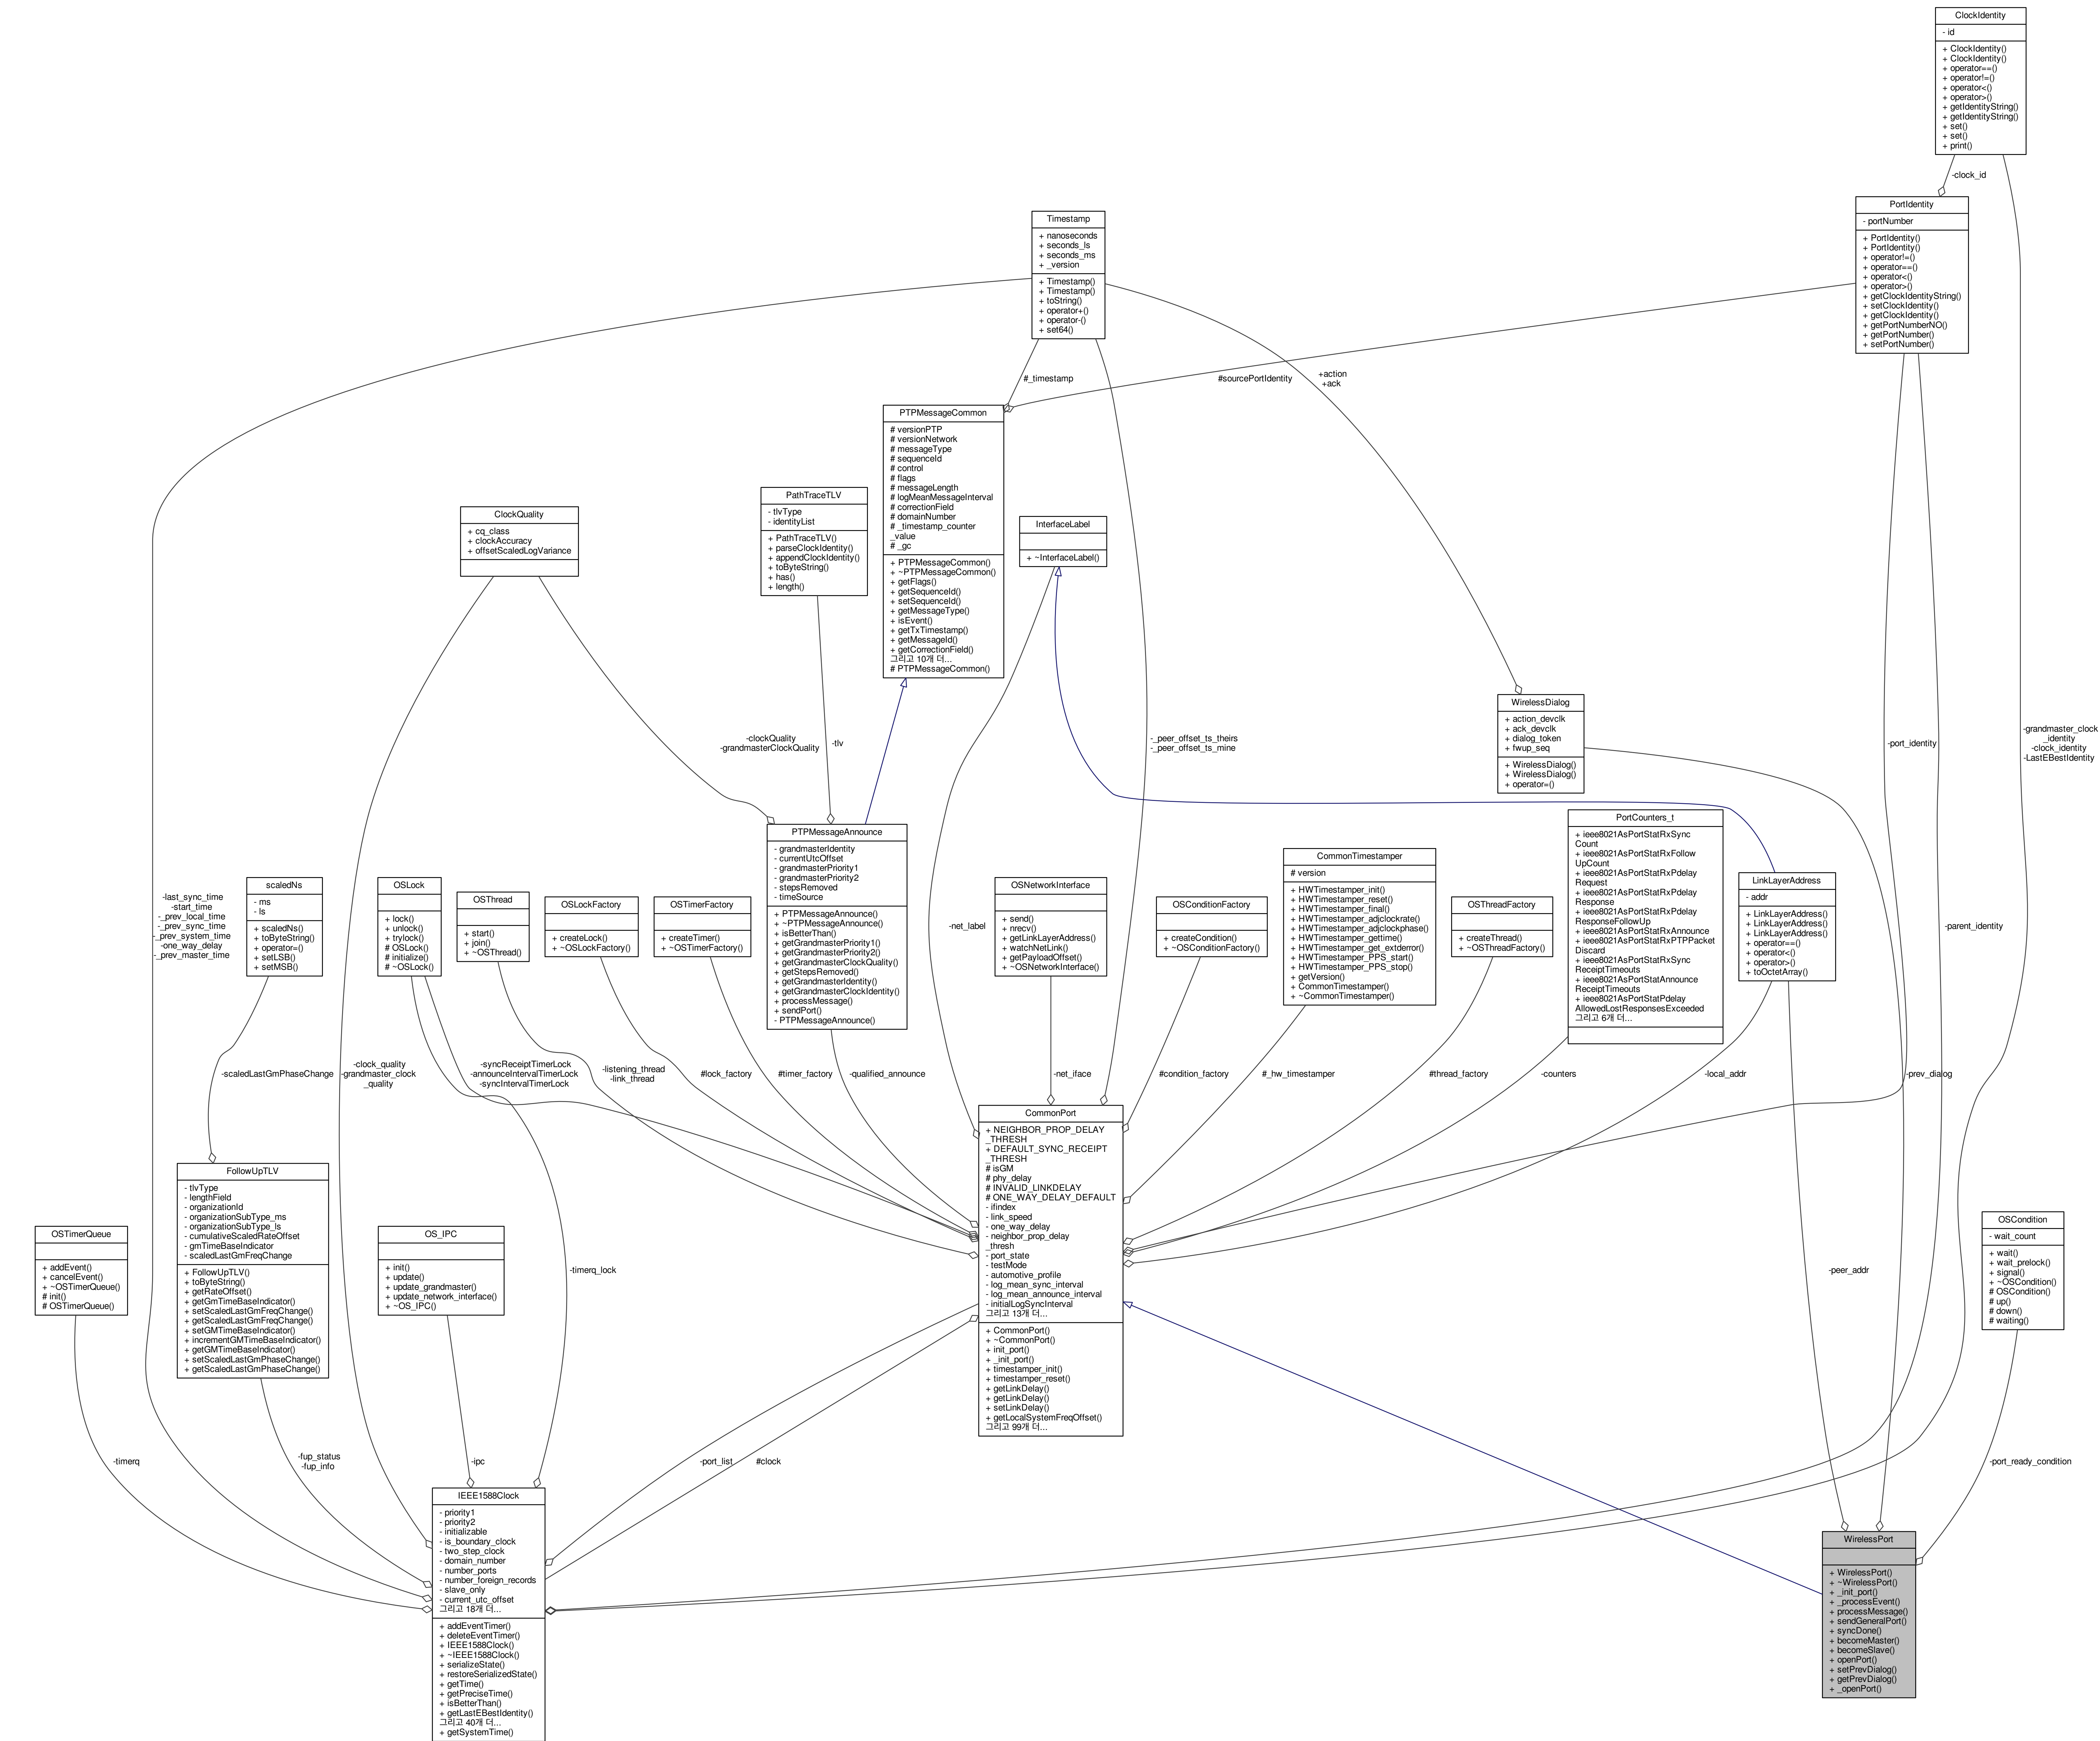 ClockIdentity
- id
+ ClockIdentity()
+ ClockIdentity()
+ operator==()
+ operator!=()
+ operator<()
+ operator>()
+ getIdentityString()
+ getIdentityString()
+ set()
+ set()
+ print()
-clock_id
PortIdentity
- portNumber
+ PortIdentity()
+ PortIdentity()
+ operator!=()
+ operator==()
+ operator<()
+ operator>()
+ getClockIdentityString()
+ setClockIdentity()
+ getClockIdentity()
+ getPortNumberNO()
+ getPortNumber()
+ setPortNumber()
Timestamp
+ nanoseconds
+ seconds_ls
+ seconds_ms
+ _version
+ Timestamp()
+ Timestamp()
+ toString()
+ operator+()
+ operator-()
+ set64()
#_timestamp
#sourcePortIdentity
+action
+ack
PTPMessageCommon
# versionPTP
# versionNetwork
# messageType
# sequenceId
# control
# flags
# messageLength
# logMeanMessageInterval
# correctionField
# domainNumber
# _timestamp_counter
_value
# _gc
+ PTPMessageCommon()
+ ~PTPMessageCommon()
+ getFlags()
+ getSequenceId()
+ setSequenceId()
+ getMessageType()
+ isEvent()
+ getTxTimestamp()
+ getMessageId()
+ getCorrectionField()
그리고 10개 더...
# PTPMessageCommon()
PathTraceTLV
- tlvType
- identityList
+ PathTraceTLV()
+ parseClockIdentity()
+ appendClockIdentity()
+ toByteString()
+ has()
+ length()
ClockQuality
+ cq_class
+ clockAccuracy
+ offsetScaledLogVariance
InterfaceLabel
+ ~InterfaceLabel()
WirelessDialog
+ action_devclk
+ ack_devclk
+ dialog_token
+ fwup_seq
+ WirelessDialog()
+ WirelessDialog()
+ operator=()
-clockQuality
-grandmasterClockQuality
-tlv
-_peer_offset_ts_theirs
-_peer_offset_ts_mine
-port_identity
-grandmaster_clock
_identity
-clock_identity
-LastEBestIdentity
PTPMessageAnnounce
- grandmasterIdentity
- currentUtcOffset
- grandmasterPriority1
- grandmasterPriority2
- stepsRemoved
- timeSource
+ PTPMessageAnnounce()
+ ~PTPMessageAnnounce()
+ isBetterThan()
+ getGrandmasterPriority1()
+ getGrandmasterPriority2()
+ getGrandmasterClockQuality()
+ getStepsRemoved()
+ getGrandmasterIdentity()
+ getGrandmasterClockIdentity()
+ processMessage()
+ sendPort()
- PTPMessageAnnounce()
PortCounters_t
+ ieee8021AsPortStatRxSync
Count
+ ieee8021AsPortStatRxFollow
UpCount
+ ieee8021AsPortStatRxPdelay
Request
+ ieee8021AsPortStatRxPdelay
Response
+ ieee8021AsPortStatRxPdelay
ResponseFollowUp
+ ieee8021AsPortStatRxAnnounce
+ ieee8021AsPortStatRxPTPPacket
Discard
+ ieee8021AsPortStatRxSync
ReceiptTimeouts
+ ieee8021AsPortStatAnnounce
ReceiptTimeouts
+ ieee8021AsPortStatPdelay
AllowedLostResponsesExceeded
그리고 6개 더...
-last_sync_time
-start_time
-_prev_local_time
-_prev_sync_time
-_prev_system_time
-one_way_delay
-_prev_master_time
scaledNs
- ms
- ls
+ scaledNs()
+ toByteString()
+ operator=()
+ setLSB()
+ setMSB()
OSLock
+ lock()
+ unlock()
+ trylock()
# OSLock()
# initialize()
# ~OSLock()
OSThread
+ start()
+ join()
+ ~OSThread()
OSLockFactory
+ createLock()
+ ~OSLockFactory()
OSTimerFactory
+ createTimer()
+ ~OSTimerFactory()
-net_label
OSNetworkInterface
+ send()
+ nrecv()
+ getLinkLayerAddress()
+ watchNetLink()
+ getPayloadOffset()
+ ~OSNetworkInterface()
OSConditionFactory
+ createCondition()
+ ~OSConditionFactory()
CommonTimestamper
# version
+ HWTimestamper_init()
+ HWTimestamper_reset()
+ HWTimestamper_final()
+ HWTimestamper_adjclockrate()
+ HWTimestamper_adjclockphase()
+ HWTimestamper_gettime()
+ HWTimestamper_get_extderror()
+ HWTimestamper_PPS_start()
+ HWTimestamper_PPS_stop()
+ getVersion()
+ CommonTimestamper()
+ ~CommonTimestamper()
OSThreadFactory
+ createThread()
+ ~OSThreadFactory()
LinkLayerAddress
- addr
+ LinkLayerAddress()
+ LinkLayerAddress()
+ LinkLayerAddress()
+ operator==()
+ operator<()
+ operator>()
+ toOctetArray()
-parent_identity
-scaledLastGmPhaseChange
-clock_quality
-grandmaster_clock
_quality
-syncReceiptTimerLock
-announceIntervalTimerLock
-syncIntervalTimerLock
-listening_thread
-link_thread
#lock_factory
#timer_factory
-qualified_announce
-net_iface
#condition_factory
#_hw_timestamper
#thread_factory
-counters
-local_addr
-prev_dialog
CommonPort
+ NEIGHBOR_PROP_DELAY
_THRESH
+ DEFAULT_SYNC_RECEIPT
_THRESH
# isGM
# phy_delay
# INVALID_LINKDELAY
# ONE_WAY_DELAY_DEFAULT
- ifindex
- link_speed
- one_way_delay
- neighbor_prop_delay
_thresh
- port_state
- testMode
- automotive_profile
- log_mean_sync_interval
- log_mean_announce_interval
- initialLogSyncInterval
그리고 13개 더...
+ CommonPort()
+ ~CommonPort()
+ init_port()
+ _init_port()
+ timestamper_init()
+ timestamper_reset()
+ getLinkDelay()
+ getLinkDelay()
+ setLinkDelay()
+ getLocalSystemFreqOffset()
그리고 99개 더...
FollowUpTLV
- tlvType
- lengthField
- organizationId
- organizationSubType_ms
- organizationSubType_ls
- cumulativeScaledRateOffset
- gmTimeBaseIndicator
- scaledLastGmFreqChange
+ FollowUpTLV()
+ toByteString()
+ getRateOffset()
+ getGmTimeBaseIndicator()
+ setScaledLastGmFreqChange()
+ getScaledLastGmFreqChange()
+ setGMTimeBaseIndicator()
+ incrementGMTimeBaseIndicator()
+ getGMTimeBaseIndicator()
+ setScaledLastGmPhaseChange()
+ getScaledLastGmPhaseChange()
OSTimerQueue
+ addEvent()
+ cancelEvent()
+ ~OSTimerQueue()
# init()
# OSTimerQueue()
OS_IPC
+ init()
+ update()
+ update_grandmaster()
+ update_network_interface()
+ ~OS_IPC()
-timerq_lock
-peer_addr
OSCondition
- wait_count
+ wait()
+ wait_prelock()
+ signal()
+ ~OSCondition()
# OSCondition()
# up()
# down()
# waiting()
-timerq
-fup_status
-fup_info
-ipc
-port_list
#clock
-port_ready_condition
IEEE1588Clock
- priority1
- priority2
- initializable
- is_boundary_clock
- two_step_clock
- domain_number
- number_ports
- number_foreign_records
- slave_only
- current_utc_offset
그리고 18개 더...
+ addEventTimer()
+ deleteEventTimer()
+ IEEE1588Clock()
+ ~IEEE1588Clock()
+ serializeState()
+ restoreSerializedState()
+ getTime()
+ getPreciseTime()
+ isBetterThan()
+ getLastEBestIdentity()
그리고 40개 더...
+ getSystemTime()
WirelessPort
+ WirelessPort()
+ ~WirelessPort()
+ _init_port()
+ _processEvent()
+ processMessage()
+ sendGeneralPort()
+ syncDone()
+ becomeMaster()
+ becomeSlave()
+ openPort()
+ setPrevDialog()
+ getPrevDialog()
+ _openPort()